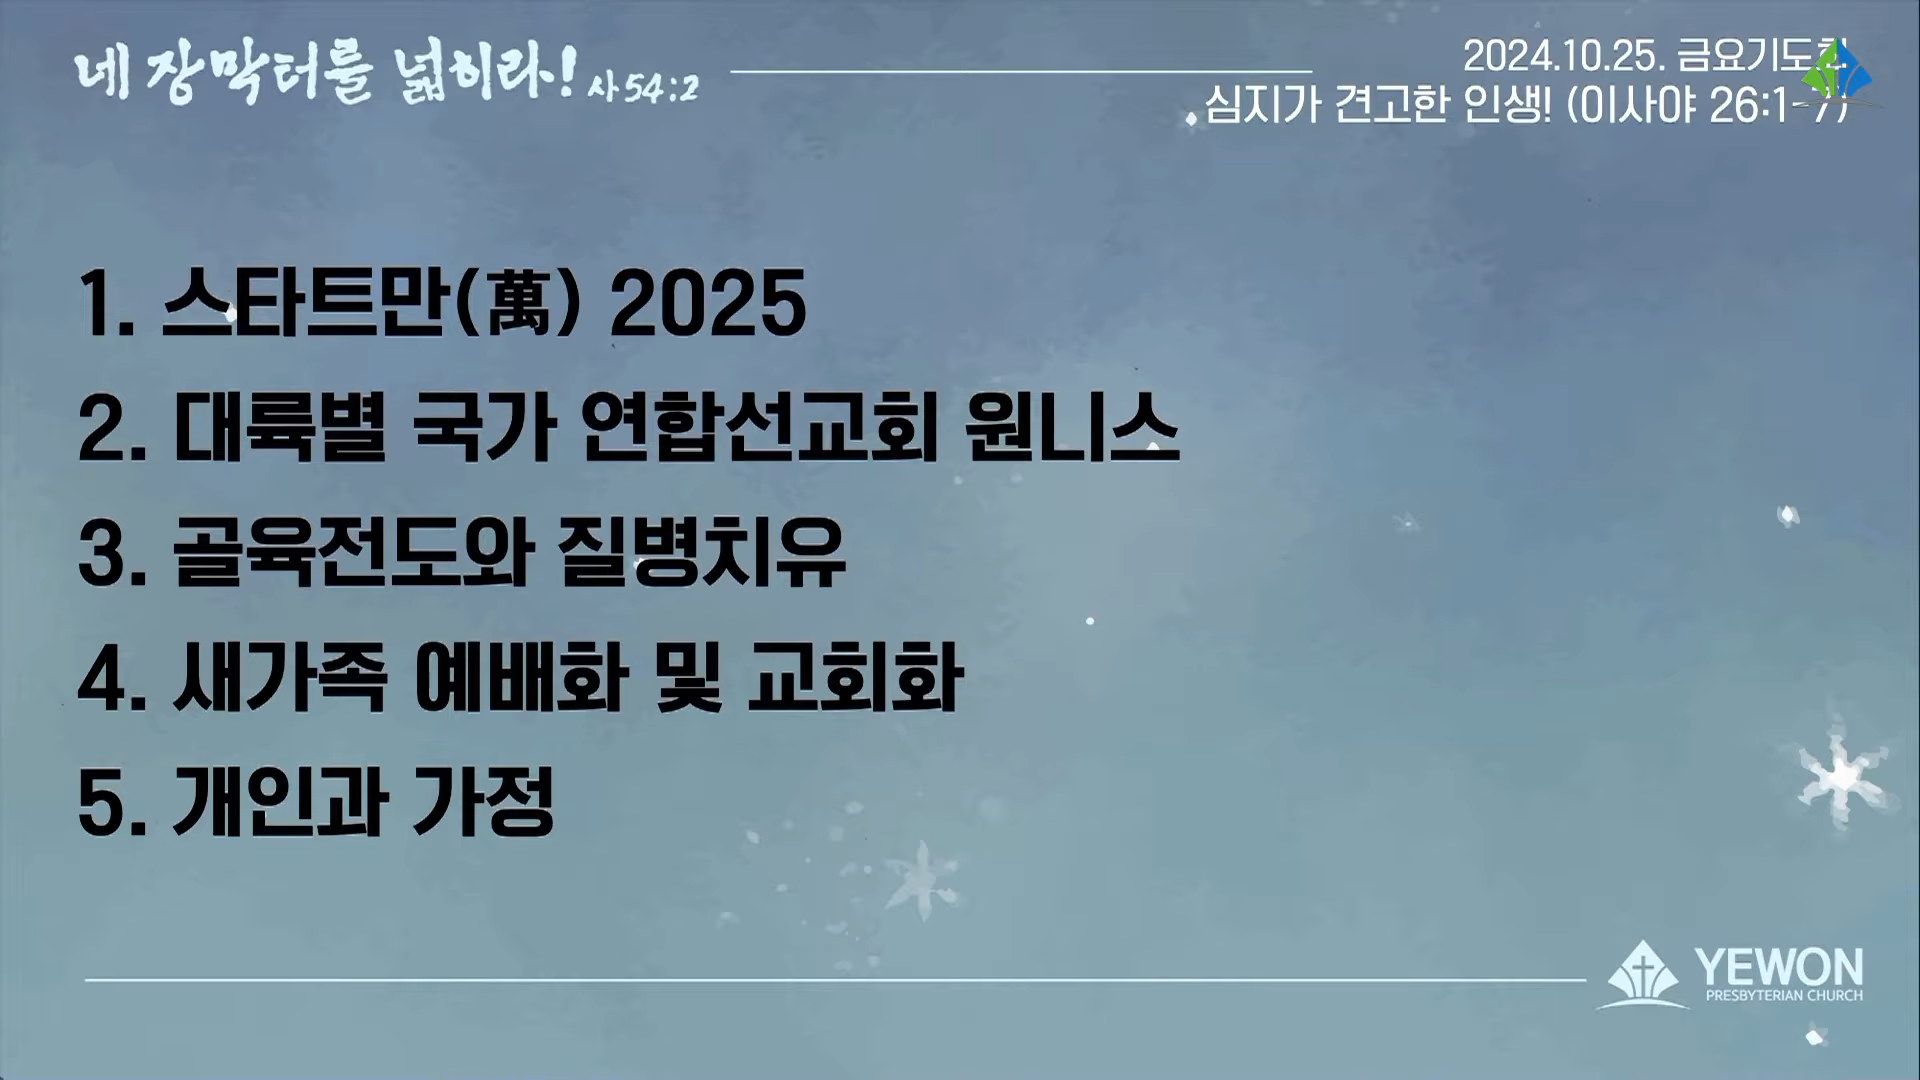 네 장막터를 넓히라! 사54:2
2024.10.25. 금요기도회
심지가 견고한 인생! (이사야 26:1-7)
1. 스타트만(萬) 2025
2. 대륙별 국가 연합선교회 원니스
3. 골육전도와 질병치유
4. 새가족 예배화 및 교회화
5. 개인과 가정
YEWON
PRESBYTERIAN CHURCH